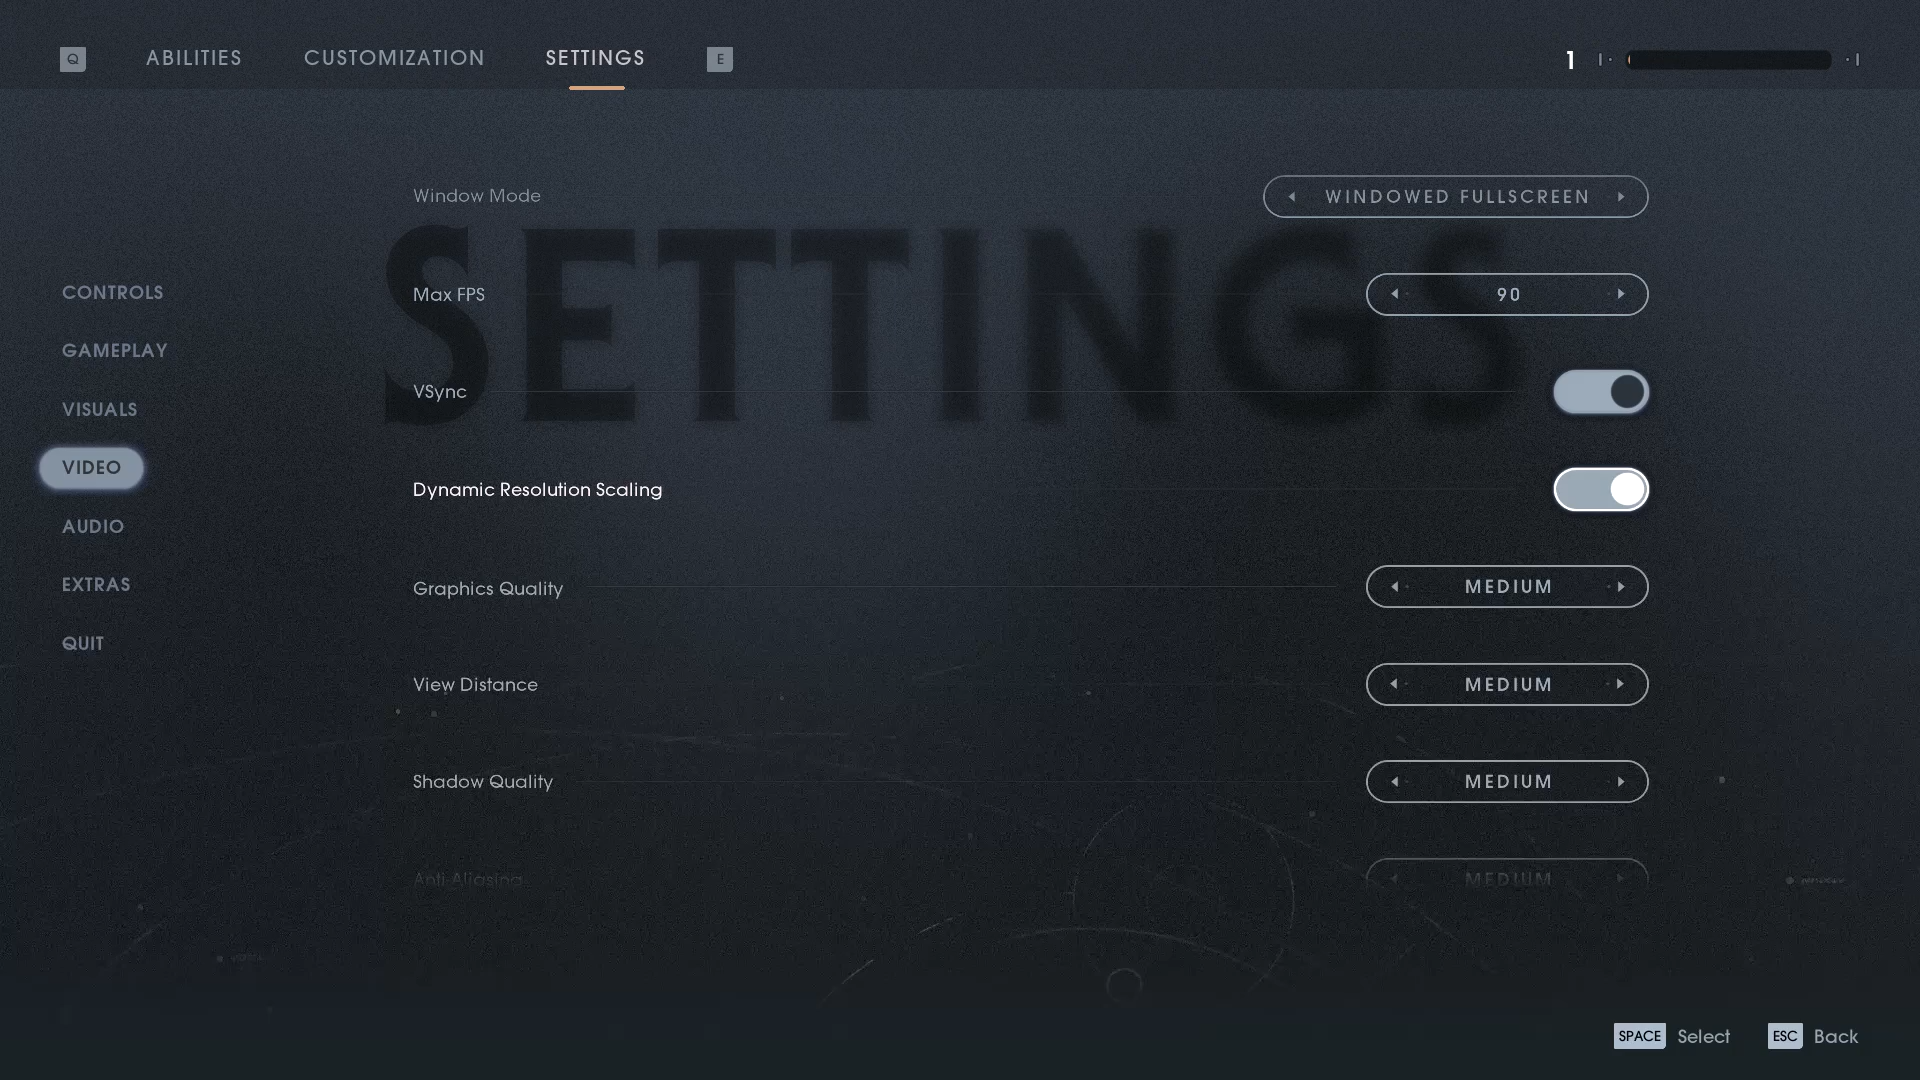 Q ABILITIES CUSTOMIZATION SETTINGS E 1
Window Mode WINDOWED FULLSCREEN
SETTINGS
CONTROLS
Max FPS 90
GAMEPLAY
VSync
VISUALS
VIDEO
Dynamic Resolution Scaling
AUDIO
EXTRAS
Graphics Quality MEDIUM
QUIT
View Distance MEDIUM
Shadow Quality MEDIUM
Anti-Aliasing MEDIUM
SPACE Select ESC Back